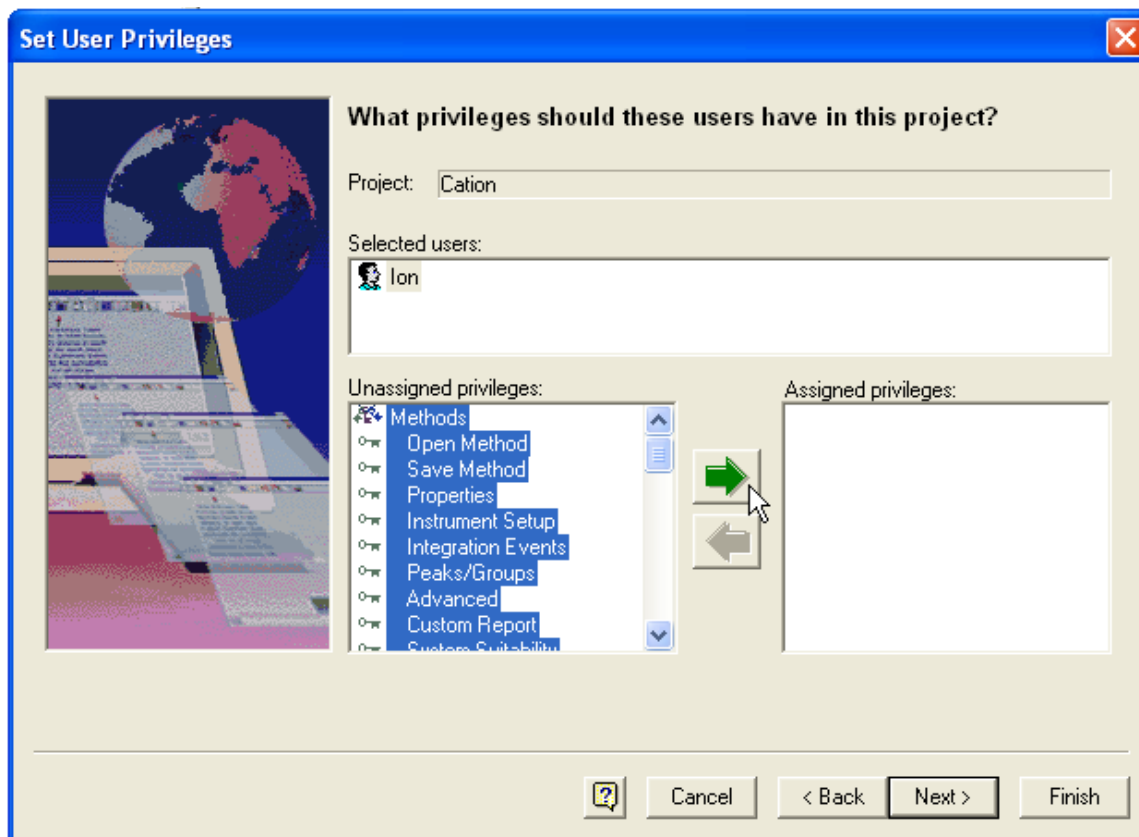 Set User Privileges
What privileges should these users have in this project?
Project: Cation
Selected users:
Ion
Unassigned privileges:
Methods
Open Method
Save Method
Properties
Instrument Setup
Integration Events
Peaks/Groups
Advanced
Custom Report
System Suitability
Assigned privileges:
Cancel
< Back
Next >
Finish